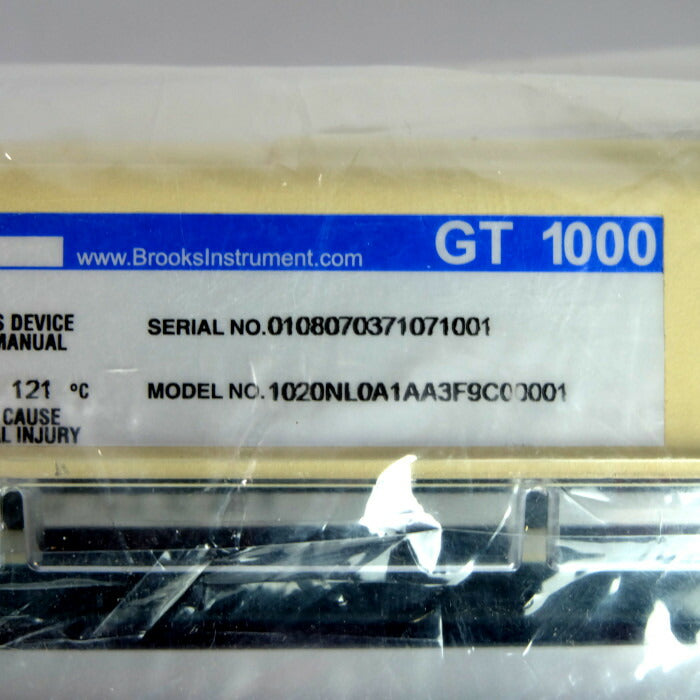 www.BrooksInstrument.com GT 1000
S DEVICE SERIAL NO.0108070371071001
MANUAL
121 °C MODEL NO.1020NL0A1AA3F9C00001
CAUSE
L INJURY